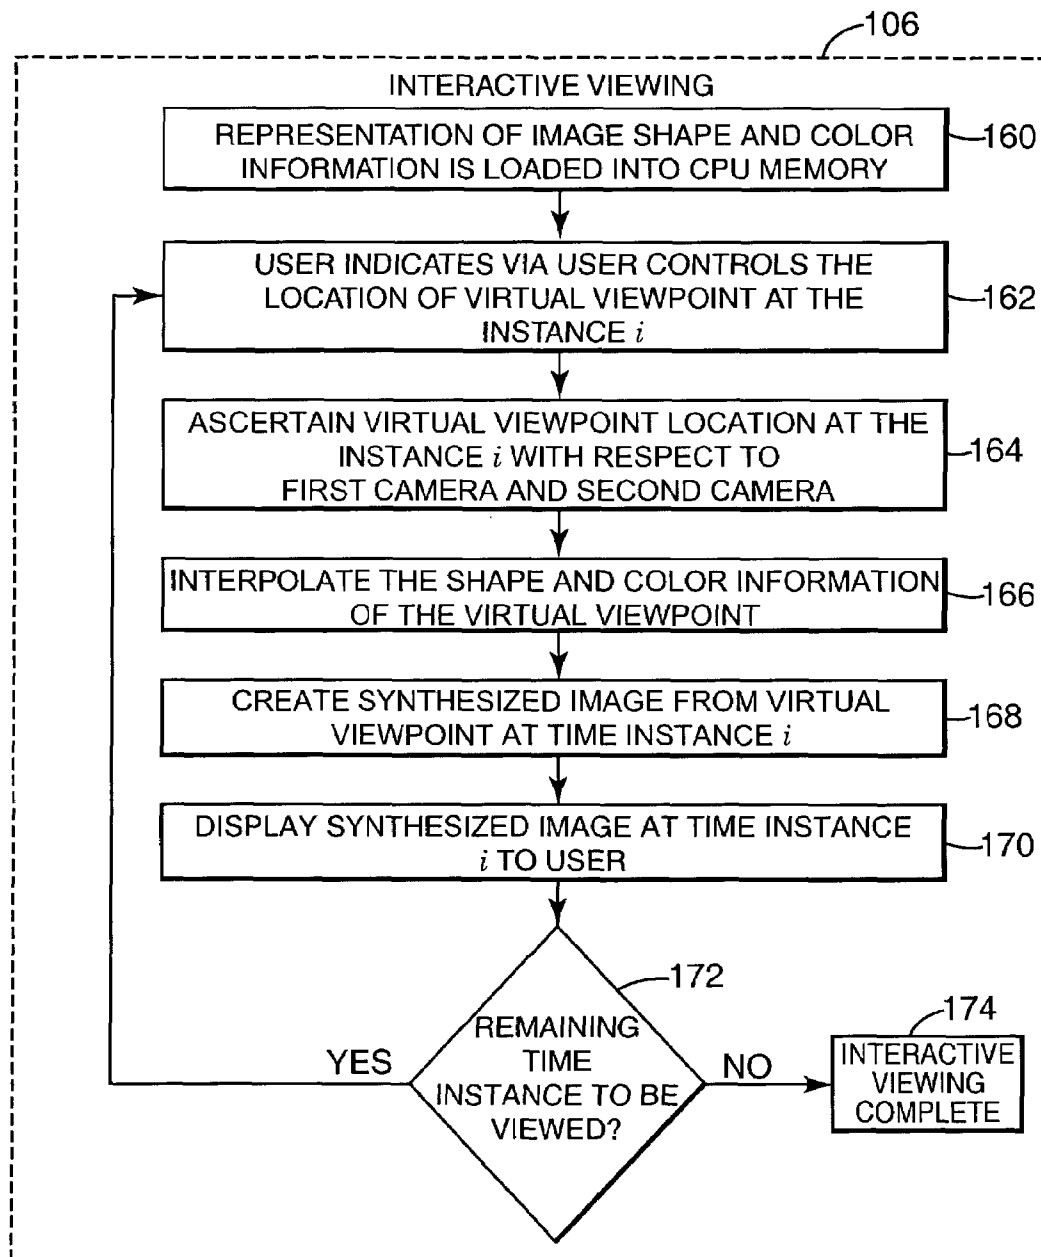 106
INTERACTIVE VIEWING
REPRESENTATION OF IMAGE SHAPE AND COLOR
INFORMATION IS LOADED INTO CPU MEMORY
160
USER INDICATES VIA USER CONTROLS THE
LOCATION OF VIRTUAL VIEWPOINT AT THE
INSTANCE i
162
ASCERTAIN VIRTUAL VIEWPOINT LOCATION AT THE
INSTANCE i WITH RESPECT TO
FIRST CAMERA AND SECOND CAMERA
164
INTERPOLATE THE SHAPE AND COLOR INFORMATION
OF THE VIRTUAL VIEWPOINT
166
CREATE SYNTHESIZED IMAGE FROM VIRTUAL
VIEWPOINT AT TIME INSTANCE i
168
DISPLAY SYNTHESIZED IMAGE AT TIME INSTANCE
i TO USER
170
172
REMAINING
TIME
INSTANCE TO BE
VIEWED?
YES
NO
174
INTERACTIVE
VIEWING
COMPLETE